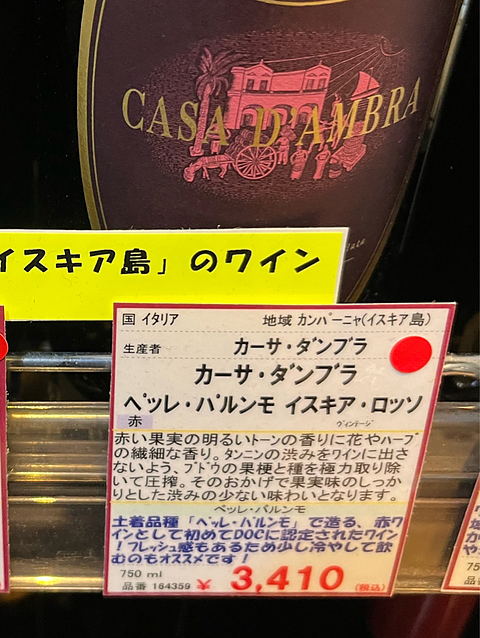 CASA D'AMBRA
イスキア島」のワイン
国 イタリア 地域 カンパーニャ(イスキア島)
生産者 カーサ・ダンブラ
カーサ・ダンブラ
ペッレ・パルンモ イスキア・ロッソ
赤 ヴィンテージ
赤い果実の明るいトーンの香りに花やハーブ
の繊細な香り。タンニンの渋みをワインに出さ
ないよう、ブドウの果梗と種を極力取り除
いて圧搾。そのおかげで果実味のしっか
りとした渋みの少ない味わいとなります。
ペッレ・パルンモ
土着品種「ペッレ・パルンモ」で造る、赤ワ
インとして初めてDOCに認定されたワイン
!フレッシュ感もあるため少し冷やして飲
むのもオススメです!
750 ml
品番 164359 ¥ 3,410 (税込)